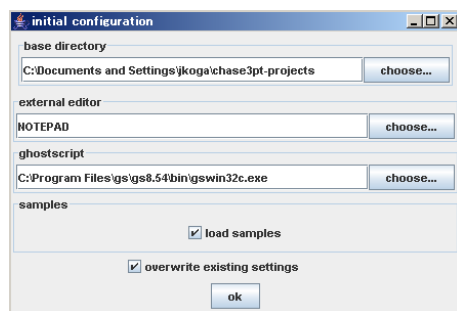 initial configuration
base directory
C:\Documents and Settings\jkoga\chase3pt-projects
choose...
external editor
NOTEPAD
choose...
ghostscript
C:\Program Files\gs\gs8.54\bin\gswin32c.exe
choose...
samples
load samples
overwrite existing settings
ok